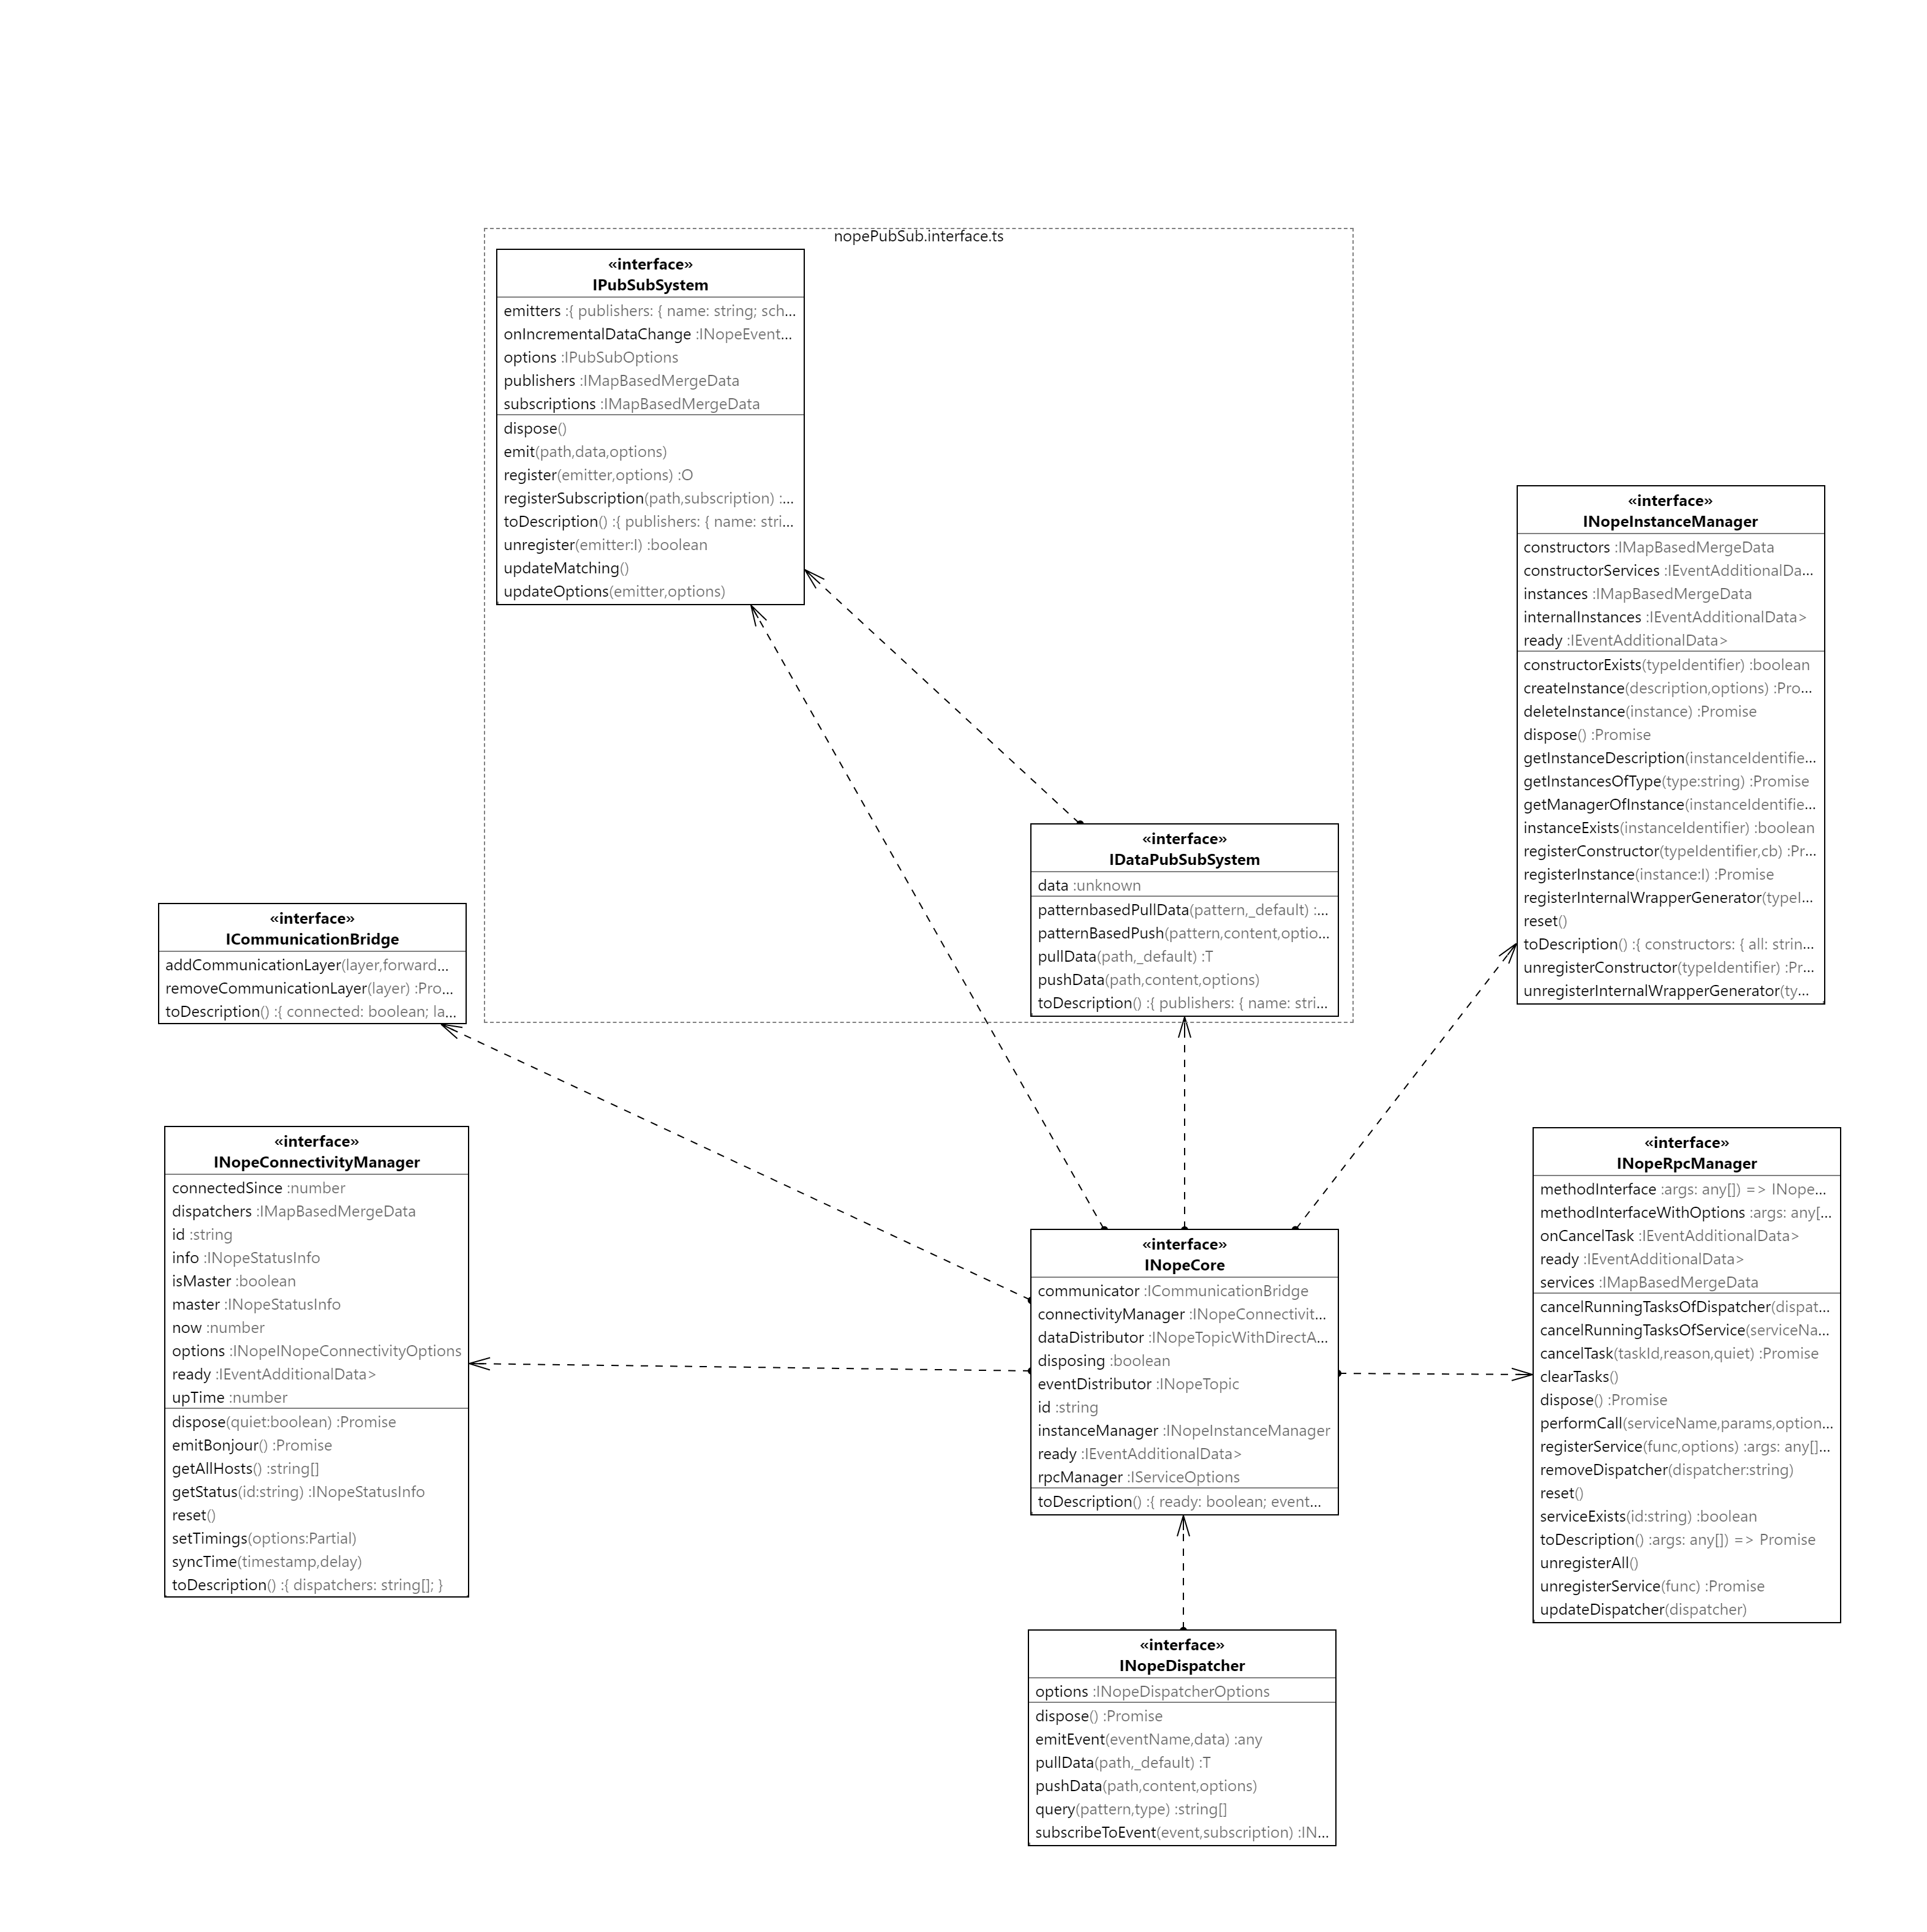 nopePubSub.interface.ts
«interface»
IPubSubSystem
emitters :{ publishers: { name: string; sch...
onIncrementalDataChange :INopeEvent...
options :IPubSubOptions
publishers :IMapBasedMergeData
subscriptions :IMapBasedMergeData
dispose()
emit(path,data,options)
register(emitter,options) :O
registerSubscription(path,subscription) :...
toDescription() :{ publishers: { name: stri...
unregister(emitter:I) :boolean
updateMatching()
updateOptions(emitter,options)
«interface»
INopeInstanceManager
constructors :IMapBasedMergeData
constructorServices :IEventAdditionalDa...
instances :IMapBasedMergeData
internalInstances :IEventAdditionalData>
ready :IEventAdditionalData>
constructorExists(typeIdentifier) :boolean
createInstance(description,options) :Pro...
deleteInstance(instance) :Promise
dispose() :Promise
getInstanceDescription(instanceIdentifie...
getInstancesOfType(type:string) :Promise
getManagerOfInstance(instanceIdentifie...
instanceExists(instanceIdentifier) :boolean
registerConstructor(typeIdentifier,cb) :Pr...
registerInstance(instance:I) :Promise
registerInternalWrapperGenerator(typeI...
reset()
toDescription() :{ constructors: { all: strin...
unregisterConstructor(typeIdentifier) :Pr...
unregisterInternalWrapperGenerator(ty...
«interface»
IDataPubSubSystem
data :unknown
patternbasedPullData(pattern,_default) :...
patternBasedPush(pattern,content,optio...
pullData(path,_default) :T
pushData(path,content,options)
toDescription() :{ publishers: { name: stri...
«interface»
ICommunicationBridge
addCommunicationLayer(layer,forward...
removeCommunicationLayer(layer) :Pro...
toDescription() :{ connected: boolean; la...
«interface»
INopeConnectivityManager
connectedSince :number
dispatchers :IMapBasedMergeData
id :string
info :INopeStatusInfo
isMaster :boolean
master :INopeStatusInfo
now :number
options :INopeINopeConnectivityOptions
ready :IEventAdditionalData>
upTime :number
dispose(quiet:boolean) :Promise
emitBonjour() :Promise
getAllHosts() :string[]
getStatus(id:string) :INopeStatusInfo
reset()
setTimings(options:Partial)
syncTime(timestamp,delay)
toDescription() :{ dispatchers: string[]; }
«interface»
INopeRpcManager
methodInterface :args: any[]) => INope...
methodInterfaceWithOptions :args: any[...
onCancelTask :IEventAdditionalData>
ready :IEventAdditionalData>
services :IMapBasedMergeData
cancelRunningTasksOfDispatcher(dispat...
cancelRunningTasksOfService(serviceNa...
cancelTask(taskId,reason,quiet) :Promise
clearTasks()
dispose() :Promise
performCall(serviceName,params,option...
registerService(func,options) :args: any[]...
removeDispatcher(dispatcher:string)
reset()
serviceExists(id:string) :boolean
toDescription() :args: any[]) => Promise
unregisterAll()
unregisterService(func) :Promise
updateDispatcher(dispatcher)
«interface»
INopeCore
communicator :ICommunicationBridge
connectivityManager :INopeConnectivit...
dataDistributor :INopeTopicWithDirectA...
disposing :boolean
eventDistributor :INopeTopic
id :string
instanceManager :INopeInstanceManager
ready :IEventAdditionalData>
rpcManager :IServiceOptions
toDescription() :{ ready: boolean; event...
«interface»
INopeDispatcher
options :INopeDispatcherOptions
dispose() :Promise
emitEvent(eventName,data) :any
pullData(path,_default) :T
pushData(path,content,options)
query(pattern,type) :string[]
subscribeToEvent(event,subscription) :IN...